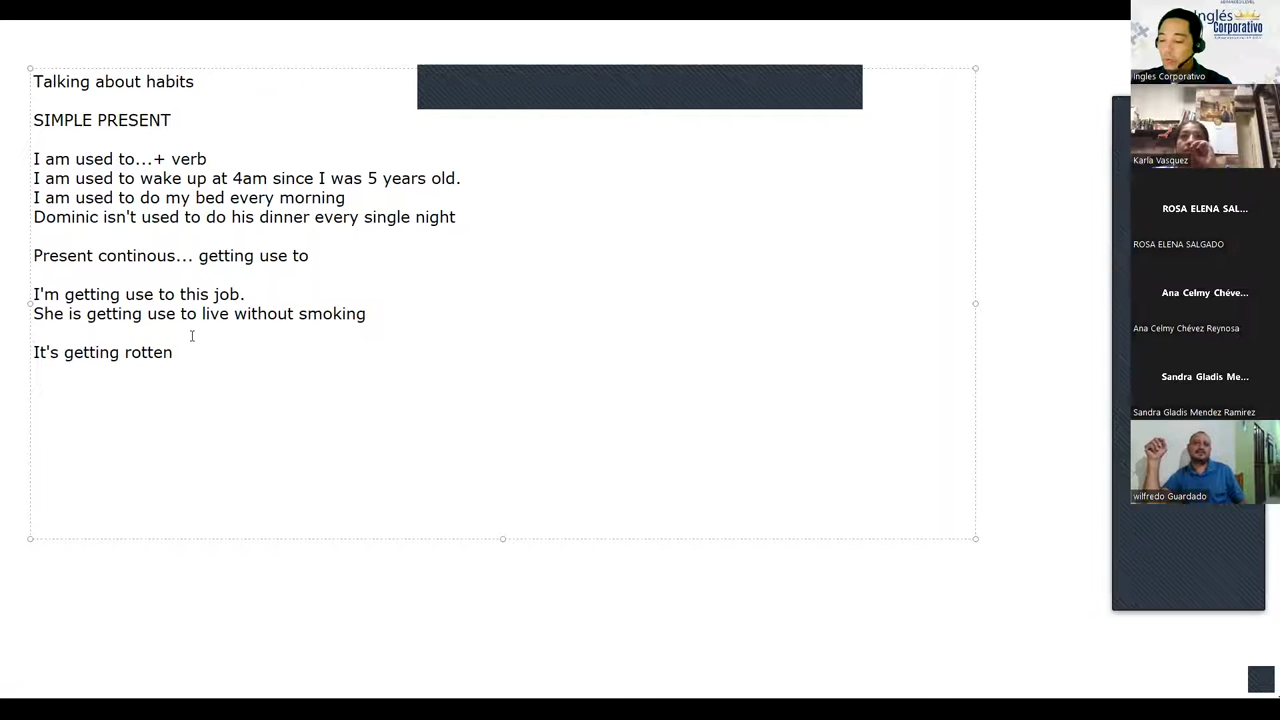 Talking about habits
SIMPLE PRESENT
I am used to...+ verb
I am used to wake up at 4am since I was 5 years old.
I am used to do my bed every morning
Dominic isn't used to do his dinner every single night
Present continous... getting use to
I'm getting use to this job.
She is getting use to live without smoking
It's getting rotten
Inglés
Corporativo
Ingles Corporativo
Karla Vasquez
ROSA ELENA SAL...
ROSA ELENA SALGADO
Ana Celmy Chéve...
Ana Celmy Chévez Reynosa
Sandra Gladis Me...
Sandra Gladis Mendez Ramirez
wilfredo Guardado